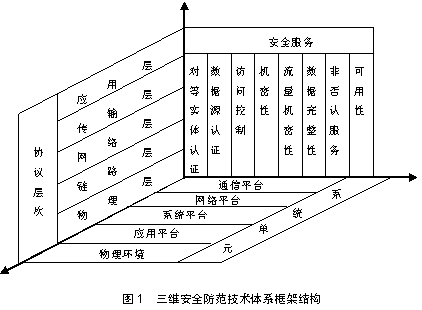 安全服务
对等实体认证
数据源认证
访问控制
机密性
流量机密性
数据完整性
非否认服务
可用性
协议层次
应用层
传输层
网络层
链路层
物理层
通信平台
网络平台
系统平台
应用平台
物理环境
系统单元
图1 三维安全防范技术体系框架结构